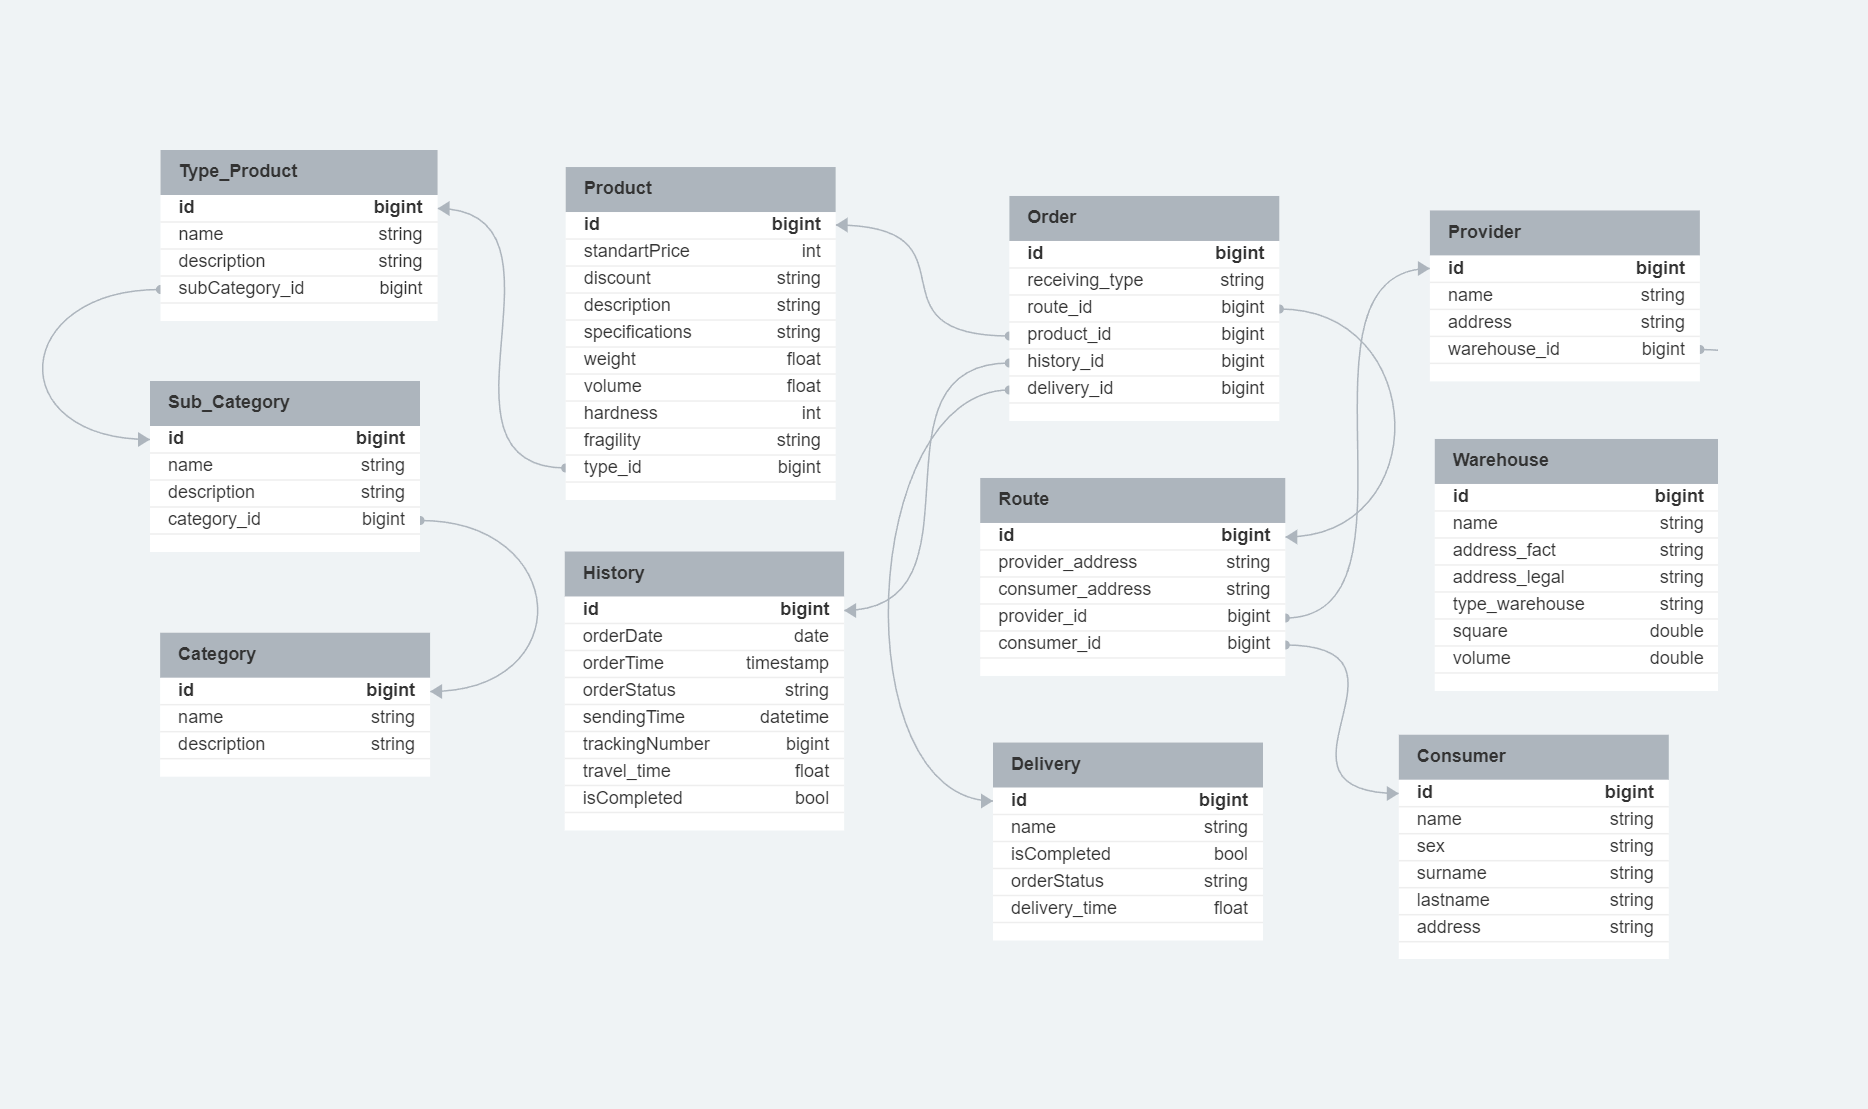 Type_Product
id bigint
name string
description string
subCategory_id bigint
Sub_Category
id bigint
name string
description string
category_id bigint
Category
id bigint
name string
description string
Product
id bigint
standartPrice int
discount string
description string
specifications string
weight float
volume float
hardness int
fragility string
type_id bigint
History
id bigint
orderDate date
orderTime timestamp
orderStatus string
sendingTime datetime
trackingNumber bigint
travel_time float
isCompleted bool
Order
id bigint
receiving_type string
route_id bigint
product_id bigint
history_id bigint
delivery_id bigint
Route
id bigint
provider_address string
consumer_address string
provider_id bigint
consumer_id bigint
Delivery
id bigint
name string
isCompleted bool
orderStatus string
delivery_time float
Provider
id bigint
name string
address string
warehouse_id bigint
Warehouse
id bigint
name string
address_fact string
address_legal string
type_warehouse string
square double
volume double
Consumer
id bigint
name string
sex string
surname string
lastname string
address string